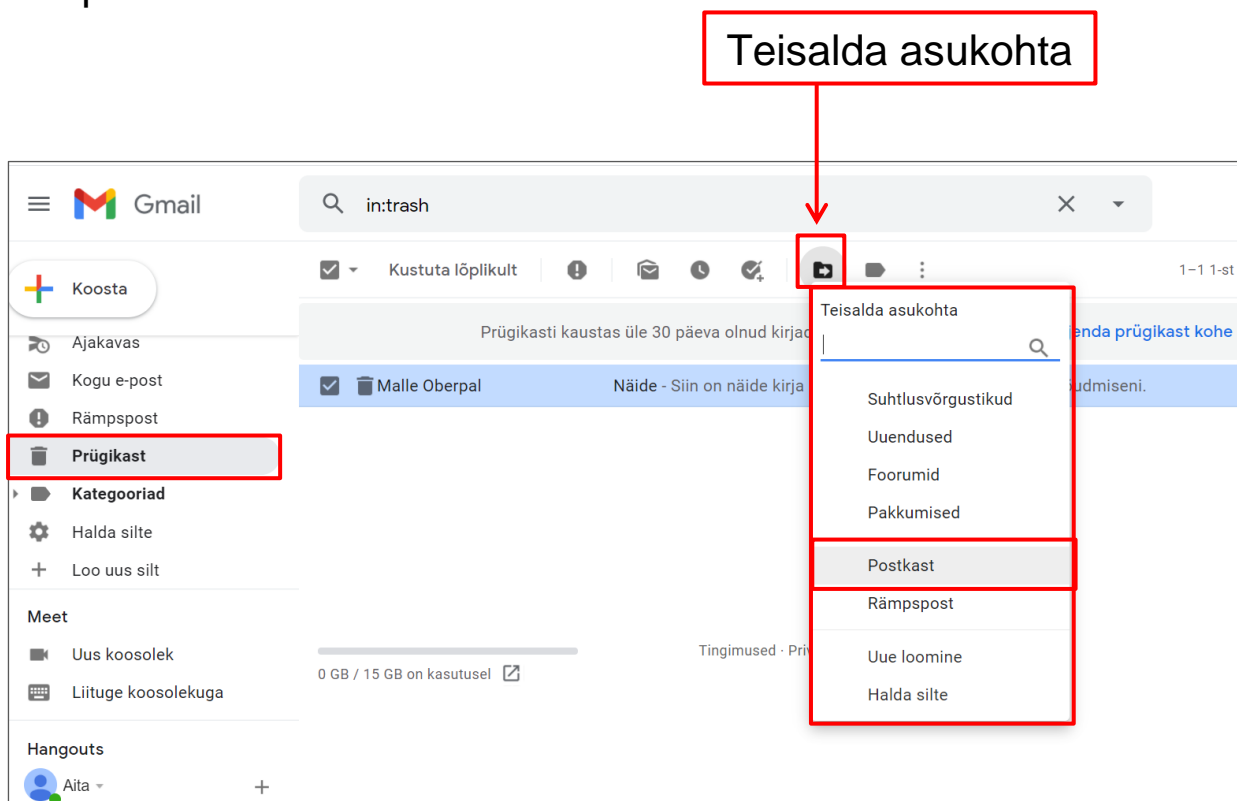 Teisalda asukohta
Gmail
in:trash
Koosta
Kustuta lõplikult
1–1 1-st
Prügikasti kaustas üle 30 päeva olnud kirjad
jenda prügikast kohe
Malle Oberpal Näide - Siin on näide kirja
udmiseni.
Teisalda asukohta
Suhtlusvõrgustikud
Uuendused
Foorumid
Pakkumised
Postkast
Rämpspost
Uue loomine
Halda silte
Ajakavas
Kogu e-post
Rämpspost
Prügikast
Kategooriad
Halda silte
Loo uus silt
Meet
Uus koosolek
Liituge koosolekuga
Hangouts
Aita
0 GB / 15 GB on kasutusel
Tingimused · Priv